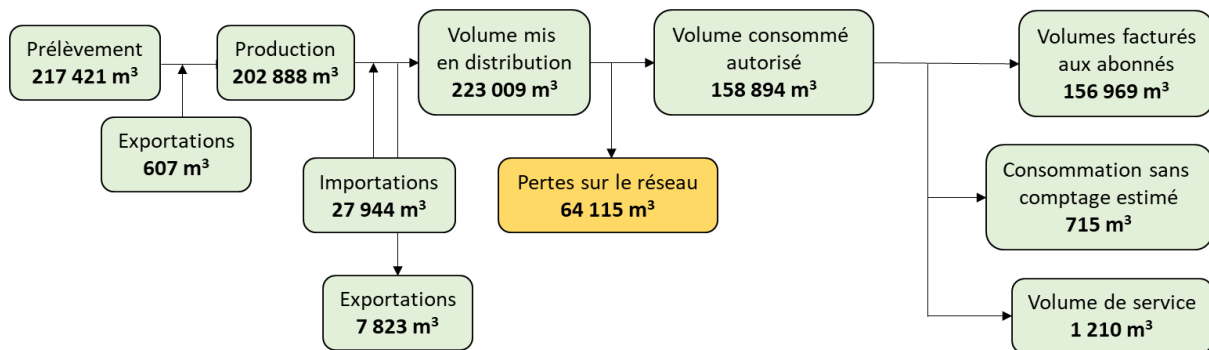 Prélèvement
217 421 m³
Production
202 888 m³
Volume mis
en distribution
223 009 m³
Volume consommé
autorisé
158 894 m³
Volumes facturés
aux abonnés
156 969 m³
Exportations
607 m³
Importations
27 944 m³
Pertes sur le réseau
64 115 m³
Consommation sans
comptage estimé
715 m³
Exportations
7 823 m³
Volume de service
1 210 m³